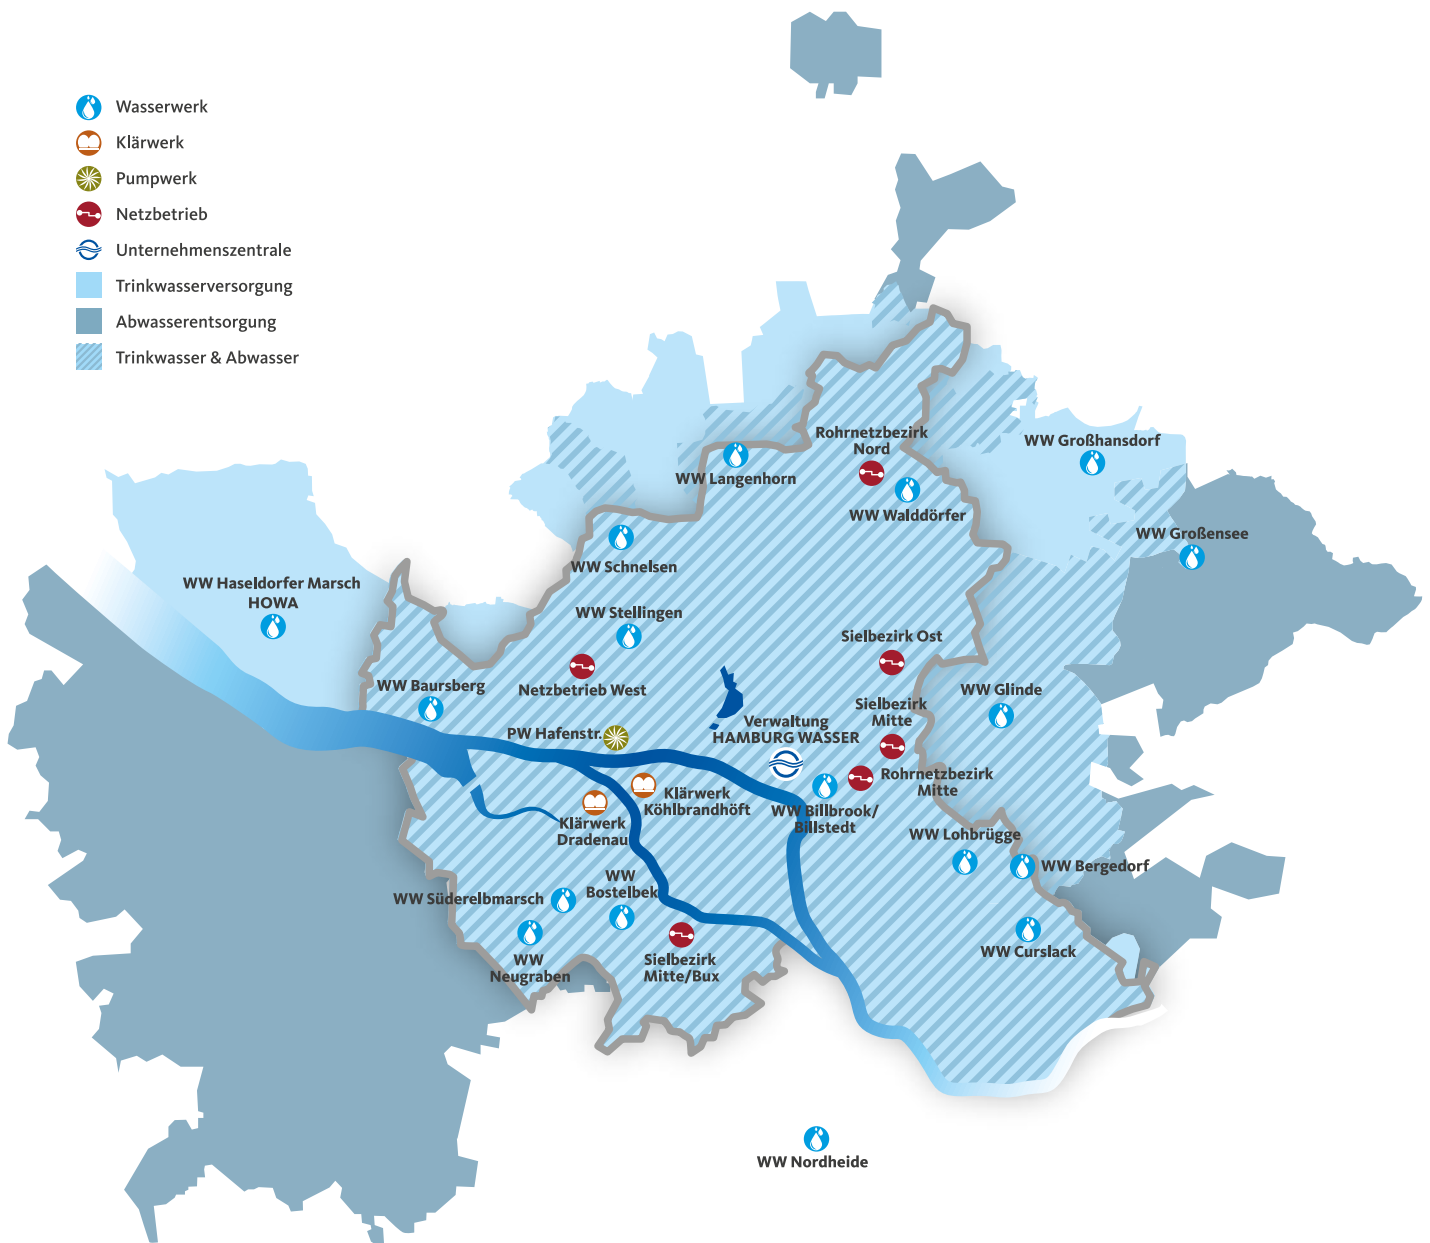 Wasserwerk
Klärwerk
Pumpwerk
Netzbetrieb
Unternehmenszentrale
Trinkwasserversorgung
Abwasserentsorgung
Trinkwasser & Abwasser
Rohrnetzbezirk
Nord
WW Großhansdorf
WW Langenhorn
WW Walddörfer
WW Großensee
WW Schnelsen
WW Haseldorfer Marsch
HOWA
WW Stellingen
Sielbezirk Ost
WW Baursberg
Netzbetrieb West
WW Glinde
Sielbezirk
Mitte
PW Hafenstr.
Verwaltung
HAMBURG WASSER
Rohrnetzbezirk
Mitte
Klärwerk
Köhlbrandhöft
WW Billbrook/
Billstedt
Klärwerk
Dradenau
WW Lohbrügge
WW Bergedorf
WW
Bostelbek
WW Süderelbmarsch
WW Curslack
WW
Neugraben
Sielbezirk
Mitte/Bux
WW Nordheide